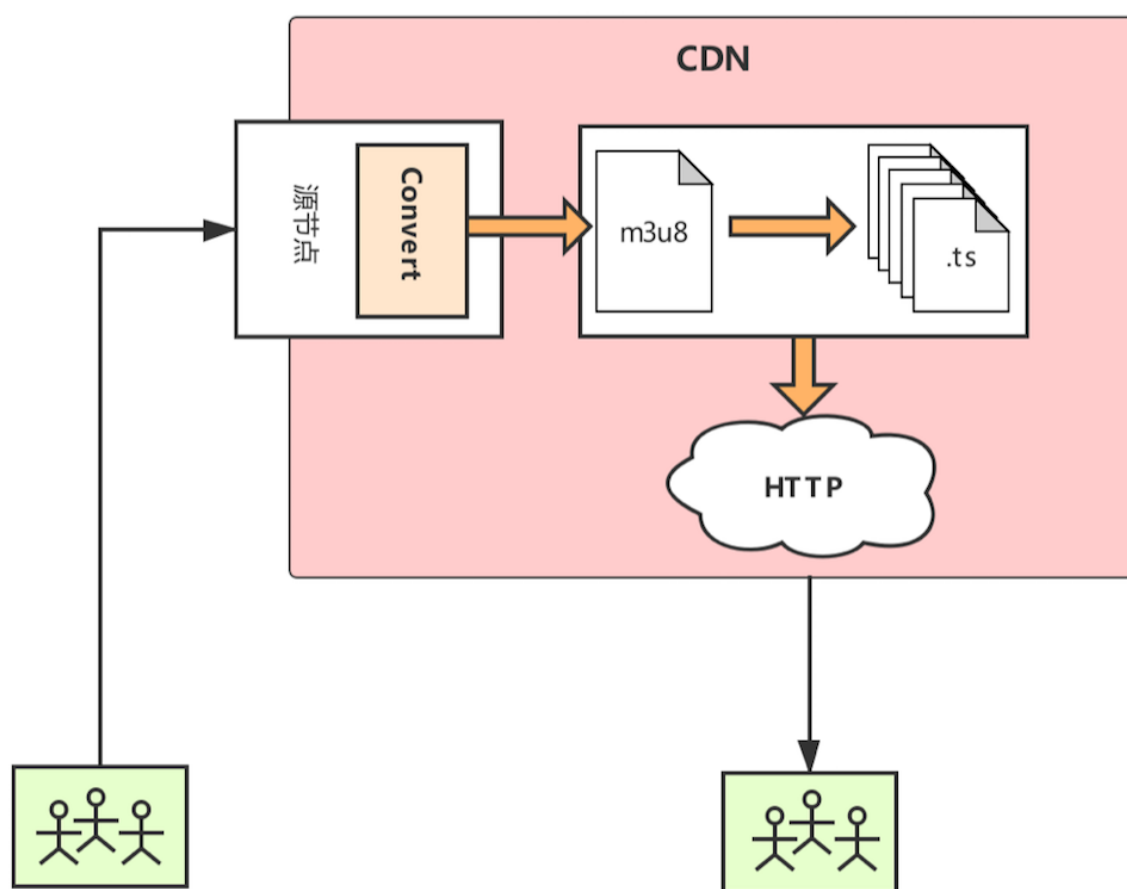 CDN
源节点
Convert
m3u8
.ts
HTTP